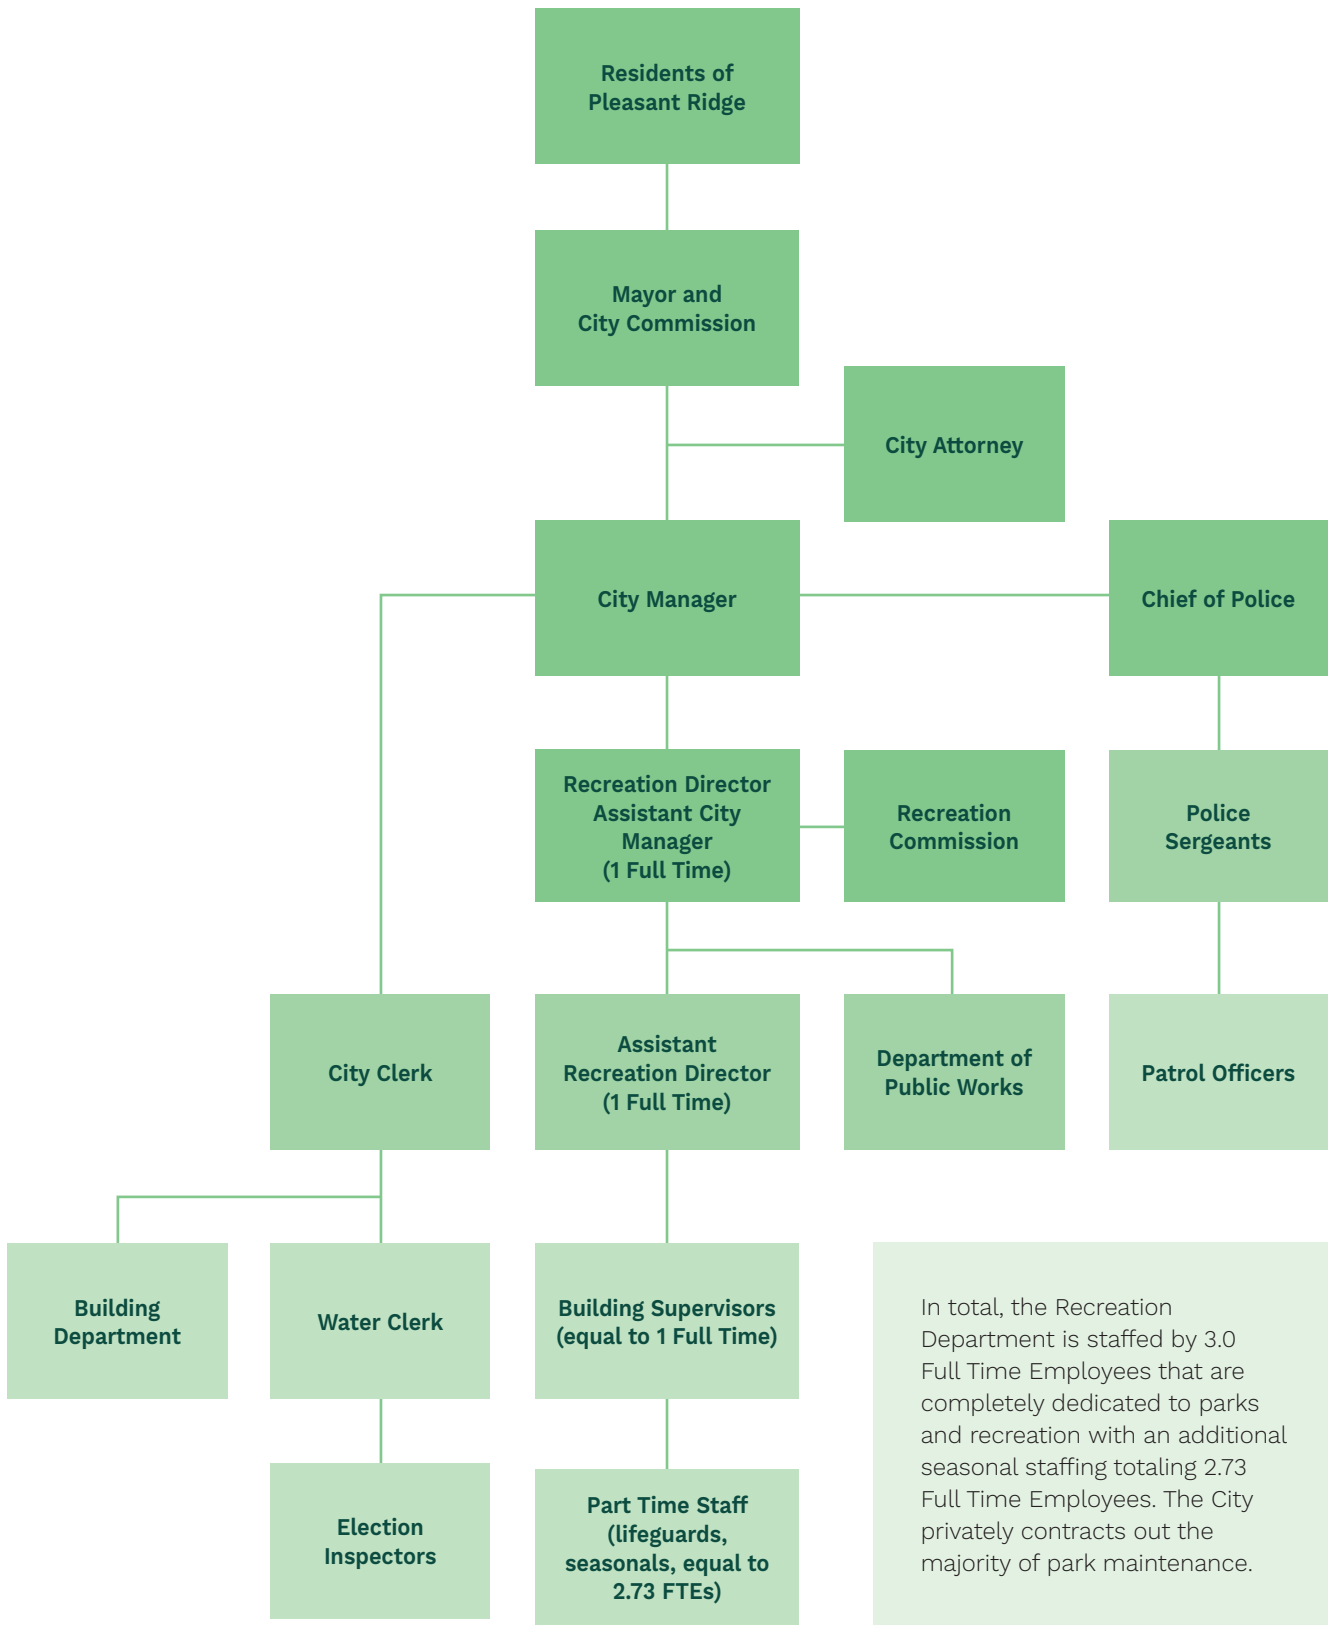 Residents of
Pleasant Ridge
Mayor and
City Commission
City Attorney
City Manager
Chief of Police
Recreation Director
Assistant City
Manager
(1 Full Time)
Recreation
Commission
Police
Sergeants
City Clerk
Assistant
Recreation Director
(1 Full Time)
Department of
Public Works
Patrol Officers
Building
Department
Water Clerk
Building Supervisors
(equal to 1 Full Time)
Election
Inspectors
Part Time Staff
(lifeguards,
seasonals, equal to
2.73 FTEs)
In total, the Recreation
Department is staffed by 3.0
Full Time Employees that are
completely dedicated to parks
and recreation with an additional
seasonal staffing totaling 2.73
Full Time Employees. The City
privately contracts out the
majority of park maintenance.